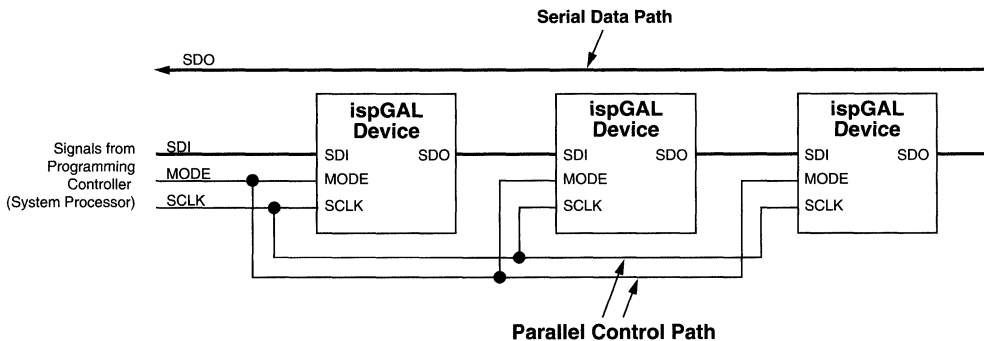 Serial Data Path
SDO
ispGAL
Device
ispGAL
Device
ispGAL
Device
Signals from
Programming
Controller
(System Processor)
SDI
MODE
SCLK
SDI SDO
MODE
SCLK
SDI SDO
MODE
SCLK
SDI SDO
MODE
SCLK
Parallel Control Path